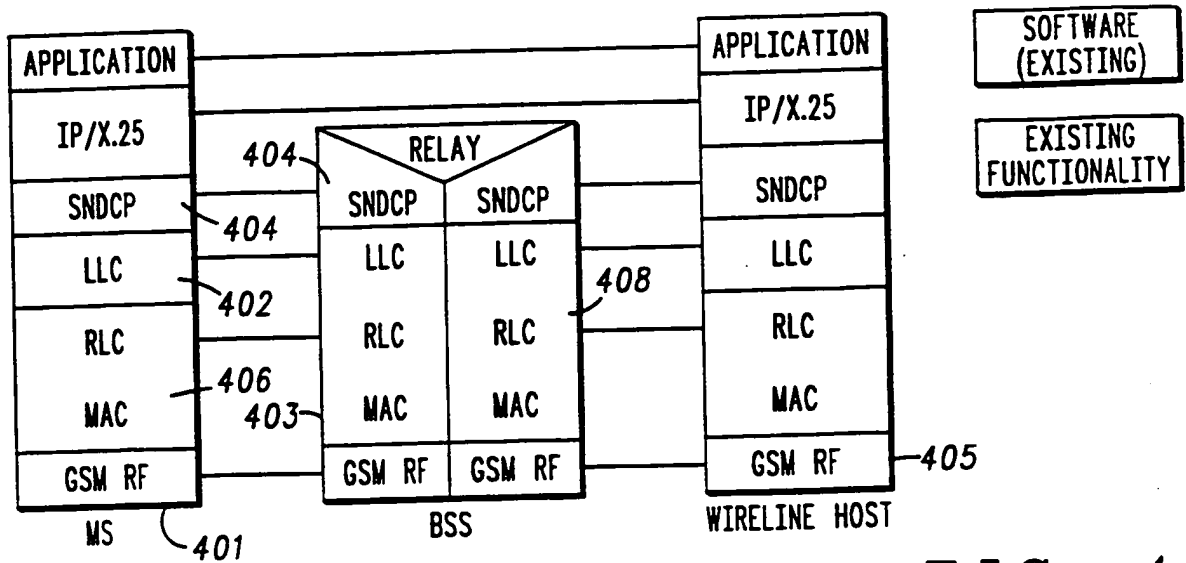 APPLICATION
IP/X.25
SNDCP
404
LLC
402
RLC
406
MAC
GSM RF
MS
401
RELAY
404
SNDCP SNDCP
LLC LLC
408
RLC RLC
403
MAC MAC
GSM RF GSM RF
BSS
APPLICATION
IP/X.25
SNDCP
LLC
RLC
MAC
GSM RF
405
WIRELINE HOST
SOFTWARE
(EXISTING)
EXISTING
FUNCTIONALITY